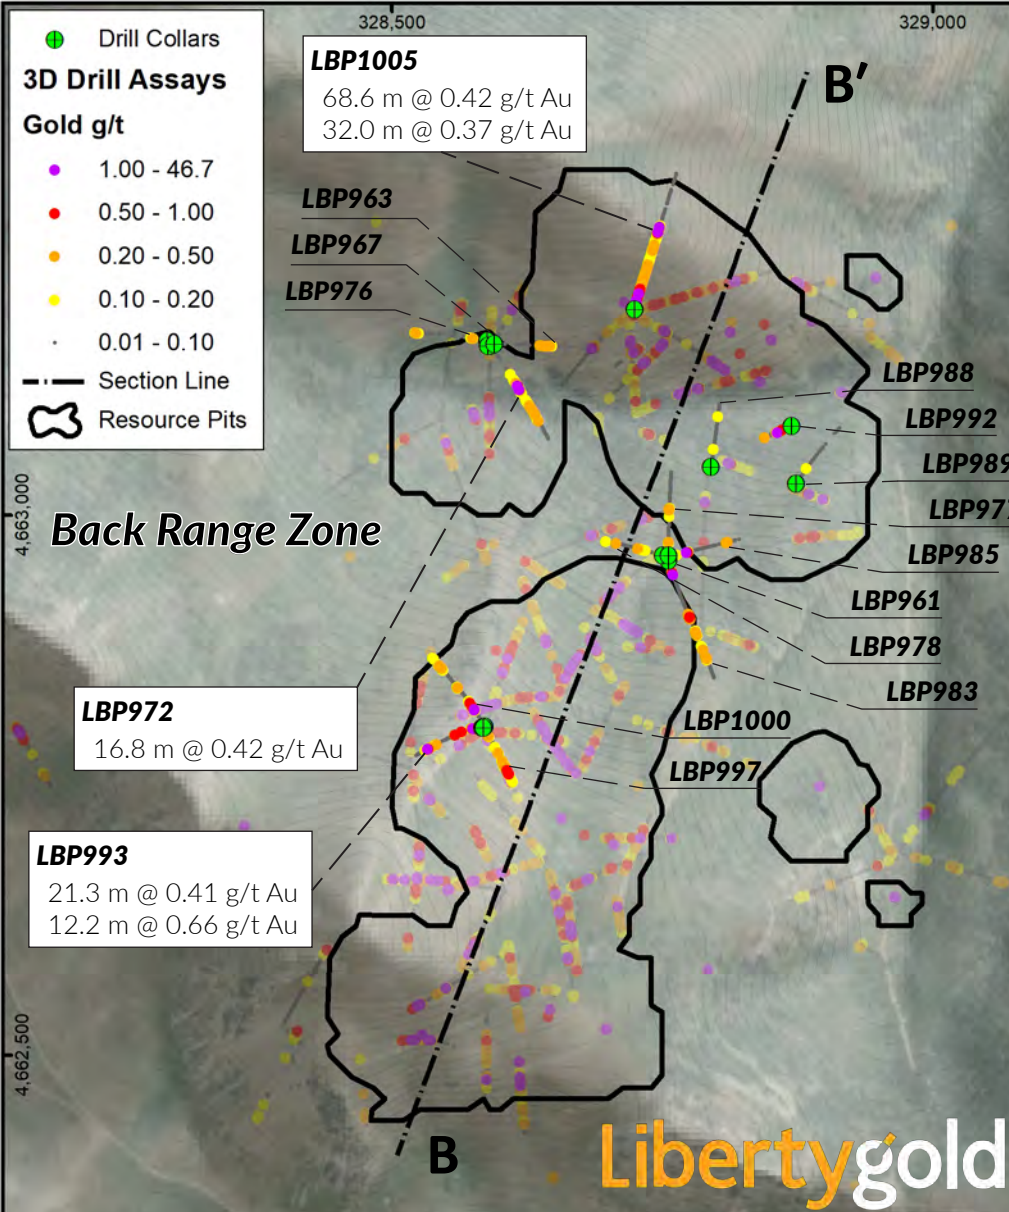 328,500
329,000
Drill Collars
3D Drill Assays
Gold g/t
1.00 - 46.7
0.50 - 1.00
0.20 - 0.50
0.10 - 0.20
0.01 - 0.10
Section Line
Resource Pits
LBP1005
68.6 m @ 0.42 g/t Au
32.0 m @ 0.37 g/t Au
B′
LBP963
LBP967
LBP976
LBP988
LBP992
LBP989
4,663,000
Back Range Zone
LBP985
LBP961
LBP978
LBP983
LBP972
16.8 m @ 0.42 g/t Au
LBP1000
LBP997
LBP993
21.3 m @ 0.41 g/t Au
12.2 m @ 0.66 g/t Au
4,662,500
B
Libertygold